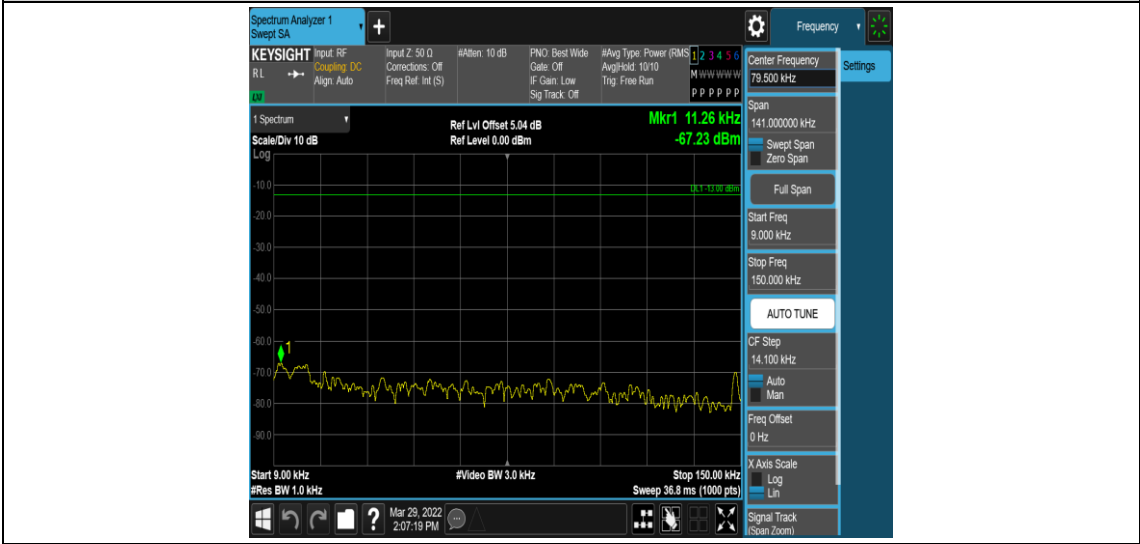 Spectrum Analyzer 1
Swept SA
+
Frequency
KEYSIGHT
RL
LM
Input: RF
Coupling: DC
Align: Auto
Input Z: 50 Ω
Corrections: Off
Freq Ref: Int (S)
#Atten: 10 dB
PNO: Best Wide
Gate: Off
IF Gain: Low
Sig Track: Off
#Avg Type: Power (RMS
Avg|Hold: 10/10
Trig: Free Run
1 2 3 4 5 6
M W W W W W
P P P P P P
Center Frequency
79.500 kHz
Settings
Span
141.000000 kHz
Swept Span
Zero Span
Full Span
Start Freq
9.000 kHz
Stop Freq
150.000 kHz
AUTO TUNE
CF Step
14.100 kHz
Auto
Man
Freq Offset
0 Hz
X Axis Scale
Log
Lin
Signal Track
(Span Zoom)
1 Spectrum
Scale/Div 10 dB
Log
Ref Lvl Offset 5.04 dB
Ref Level 0.00 dBm
Mkr1 11.26 kHz
-67.23 dBm
DL1 -13.00 dBm
-10.0
-20.0
-30.0
-40.0
-50.0
-60.0
1
-70.0
-80.0
-90.0
Start 9.00 kHz
#Res BW 1.0 kHz
#Video BW 3.0 kHz
Stop 150.00 kHz
Sweep 36.8 ms (1000 pts)
?
Mar 29, 2022
2:07:19 PM